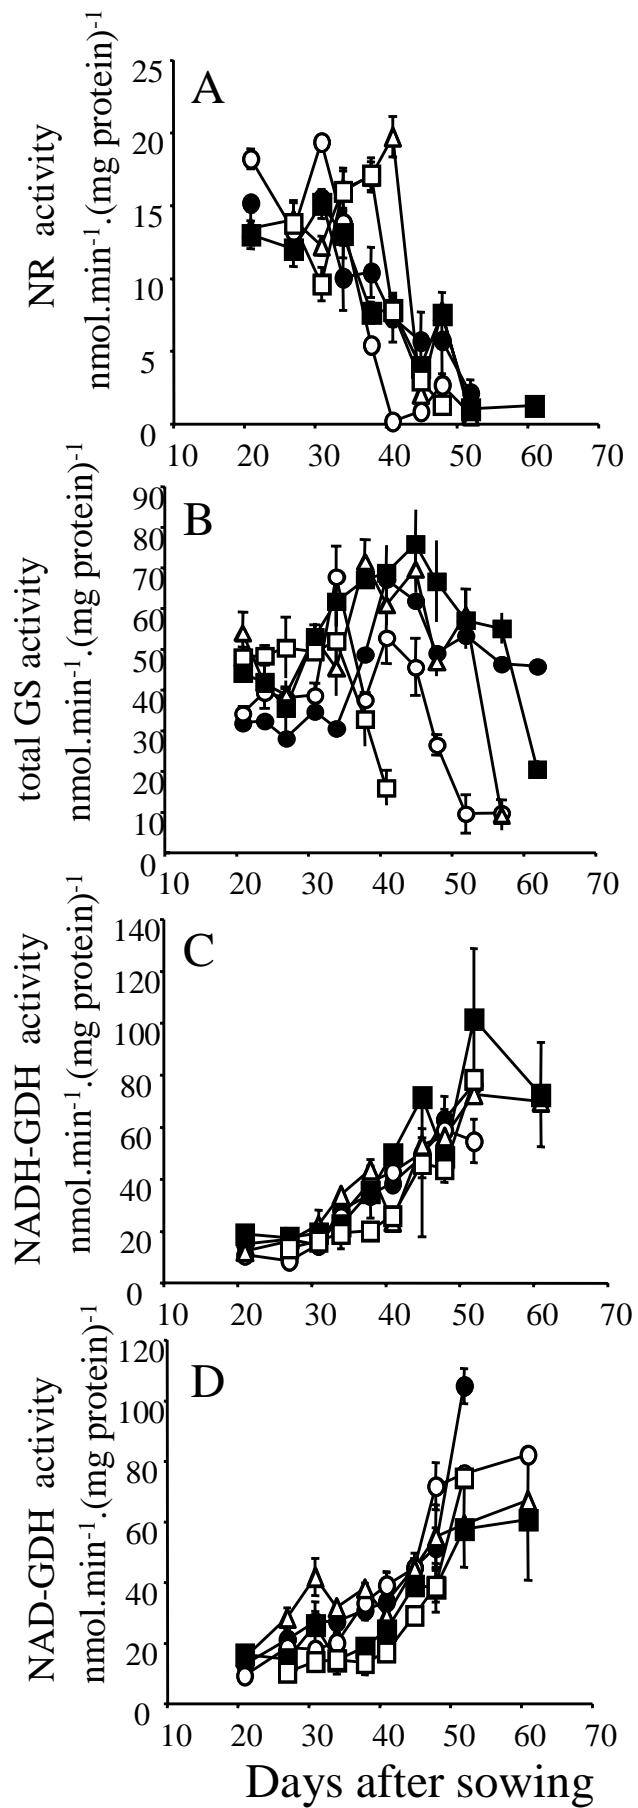 A
NR activity
nmol.min⁻¹.(mg protein)⁻¹
25
20
15
10
5
0
10 20 30 40 50 60 70
B
total GS activity
nmol.min⁻¹.(mg protein)⁻¹
90
80
70
60
50
40
30
20
10
0
10 20 30 40 50 60 70
C
NADH-GDH activity
nmol.min⁻¹.(mg protein)⁻¹
140
120
100
80
60
40
20
0
10 20 30 40 50 60 70
D
NAD-GDH activity
nmol.min⁻¹.(mg protein)⁻¹
120
100
80
60
40
20
0
10 20 30 40 50 60 70
Days after sowing